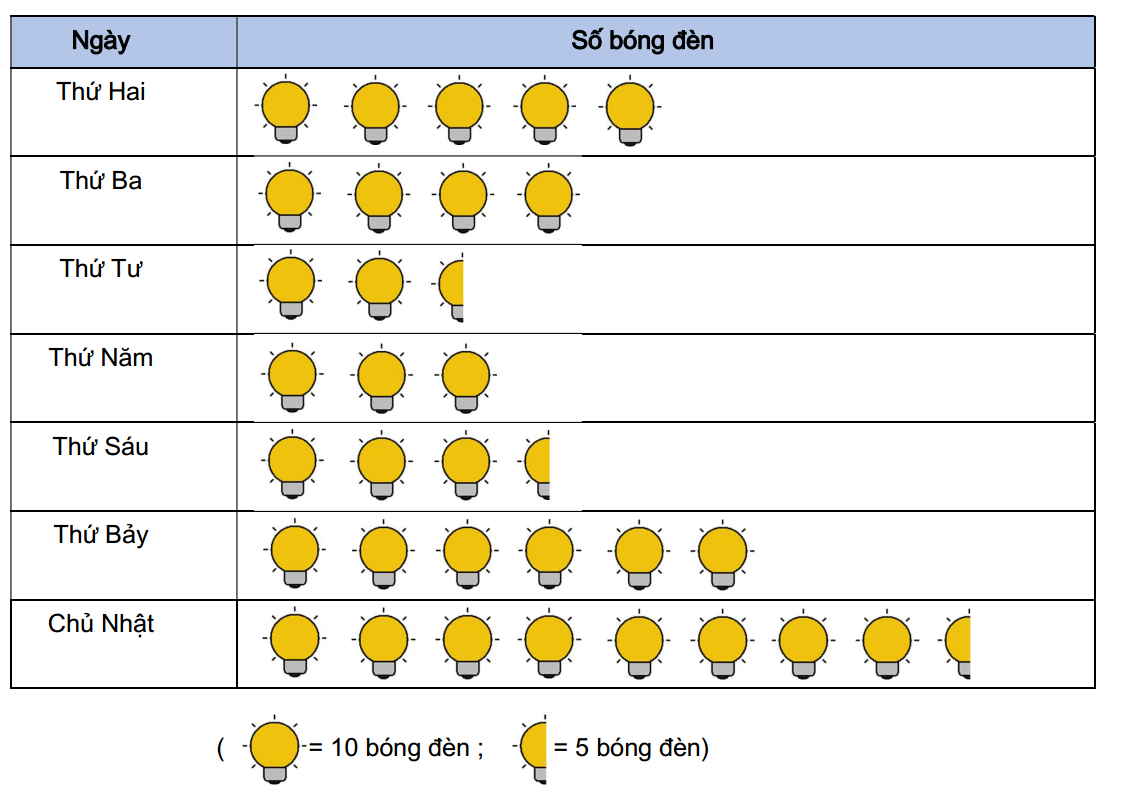 Ngày Số bóng đèn
Thứ Hai
Thứ Ba
Thứ Tư
Thứ Năm
Thứ Sáu
Thứ Bảy
Chủ Nhật
( = 10 bóng đèn ; = 5 bóng đèn)